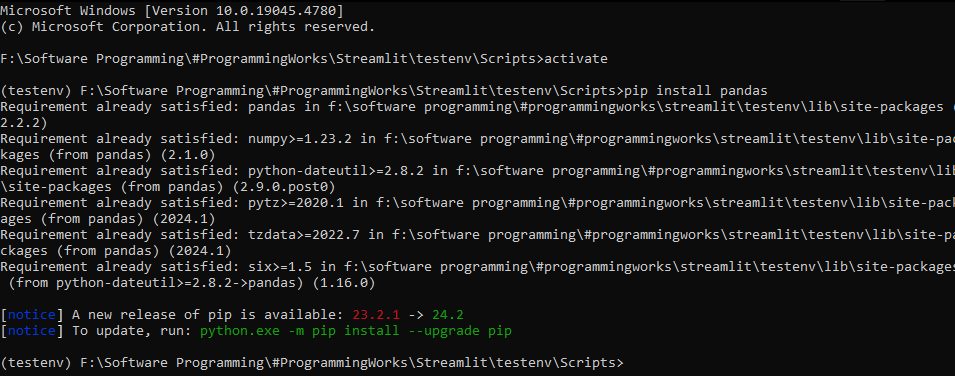 Microsoft Windows [Version 10.0.19045.4780]
(c) Microsoft Corporation. All rights reserved.
F:\Software Programming\#ProgrammingWorks\Streamlit\testenv\Scripts>activate
(testenv) F:\Software Programming\#ProgrammingWorks\Streamlit\testenv\Scripts>pip install pandas
Requirement already satisfied: pandas in f:\software programming\#programmingworks\streamlit\testenv\lib\site-packages (
2.2.2)
Requirement already satisfied: numpy>=1.23.2 in f:\software programming\#programmingworks\streamlit\testenv\lib\site-pac
kages (from pandas) (2.1.0)
Requirement already satisfied: python-dateutil>=2.8.2 in f:\software programming\#programmingworks\streamlit\testenv\lib
\site-packages (from pandas) (2.9.0.post0)
Requirement already satisfied: pytz>=2020.1 in f:\software programming\#programmingworks\streamlit\testenv\lib\site-pack
ages (from pandas) (2024.1)
Requirement already satisfied: tzdata>=2022.7 in f:\software programming\#programmingworks\streamlit\testenv\lib\site-pa
ckages (from pandas) (2024.1)
Requirement already satisfied: six>=1.5 in f:\software programming\#programmingworks\streamlit\testenv\lib\site-packages
(from python-dateutil>=2.8.2->pandas) (1.16.0)
[notice] A new release of pip is available: 23.2.1 -> 24.2
[notice] To update, run: python.exe -m pip install --upgrade pip
(testenv) F:\Software Programming\#ProgrammingWorks\Streamlit\testenv\Scripts>